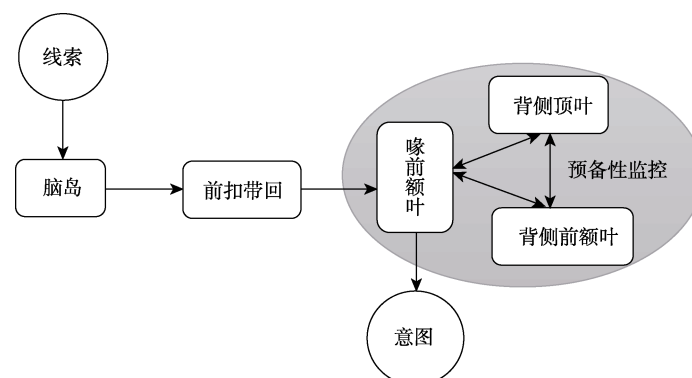 线索
背侧顶叶
喙前额叶
预备性监控
脑岛
前扣带回
背侧前额叶
意图